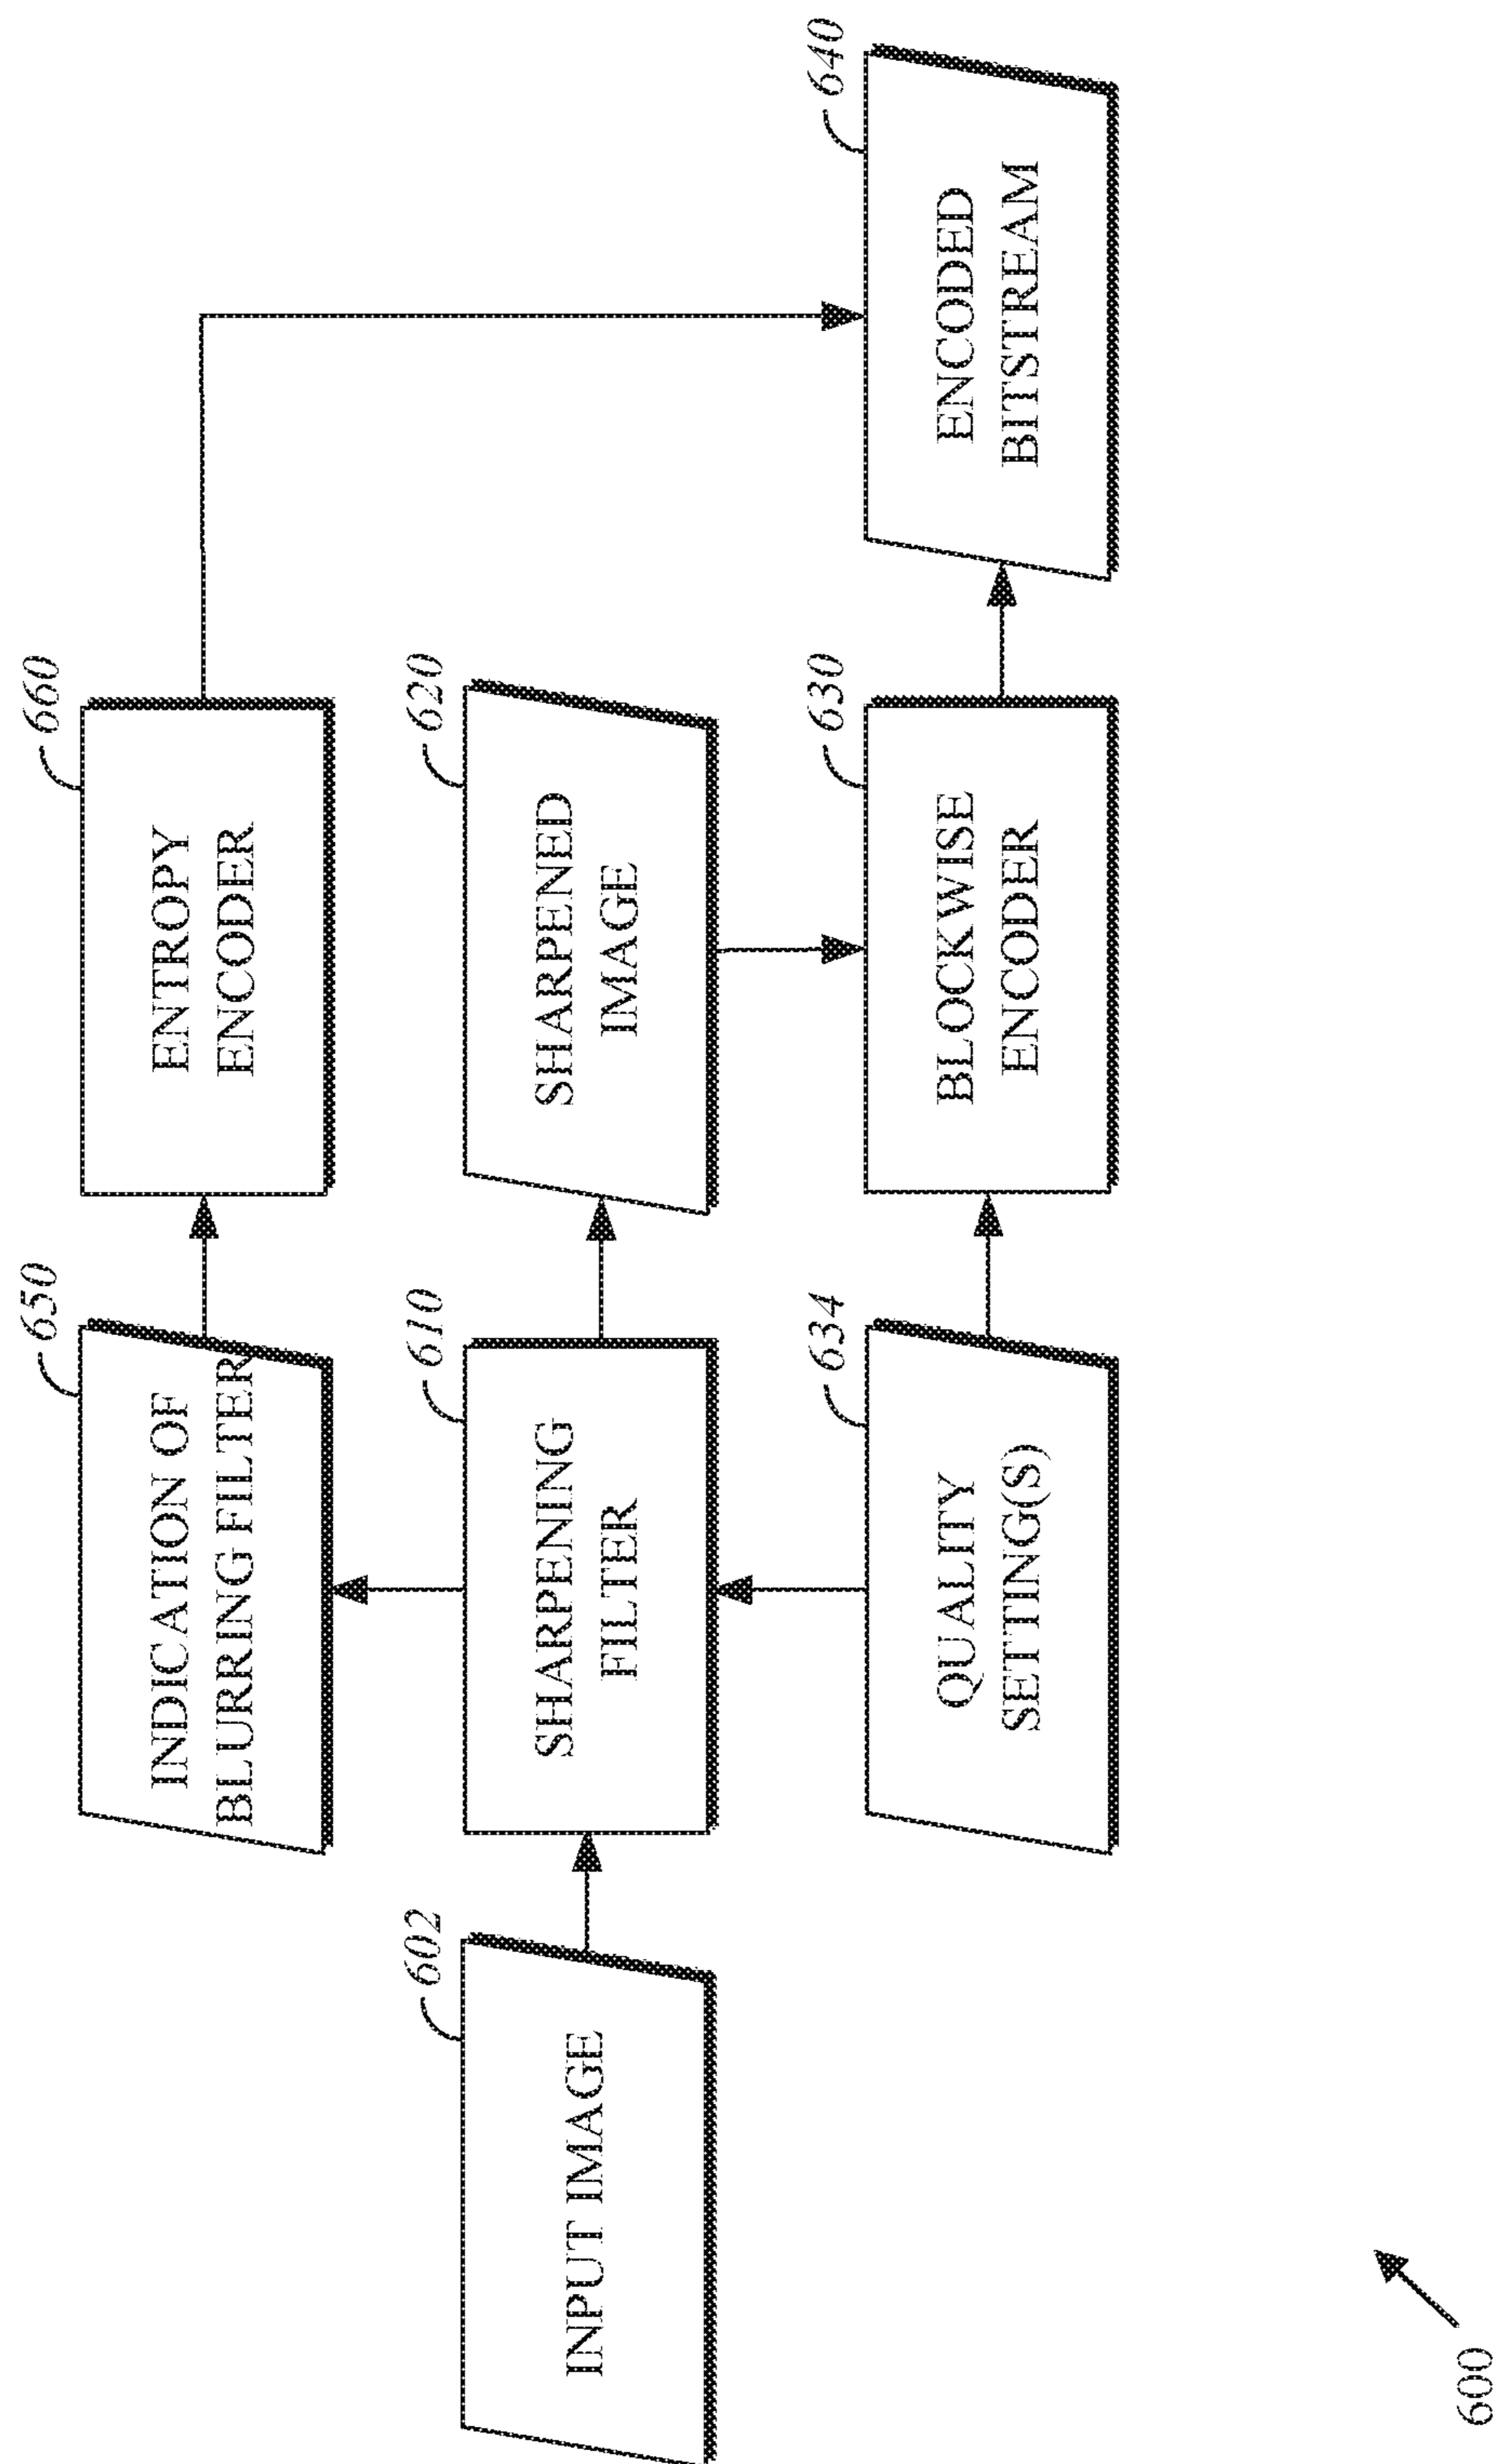 650
INDICATION OF
BLURRING FILTER
660
ENTROPY
ENCODER
602
INPUT IMAGE
610
SHARPENING
FILTER
620
SHARPENED
IMAGE
634
QUALITY
SETTING(S)
630
BLOCKWISE
ENCODER
640
ENCODED
BITSTREAM
600